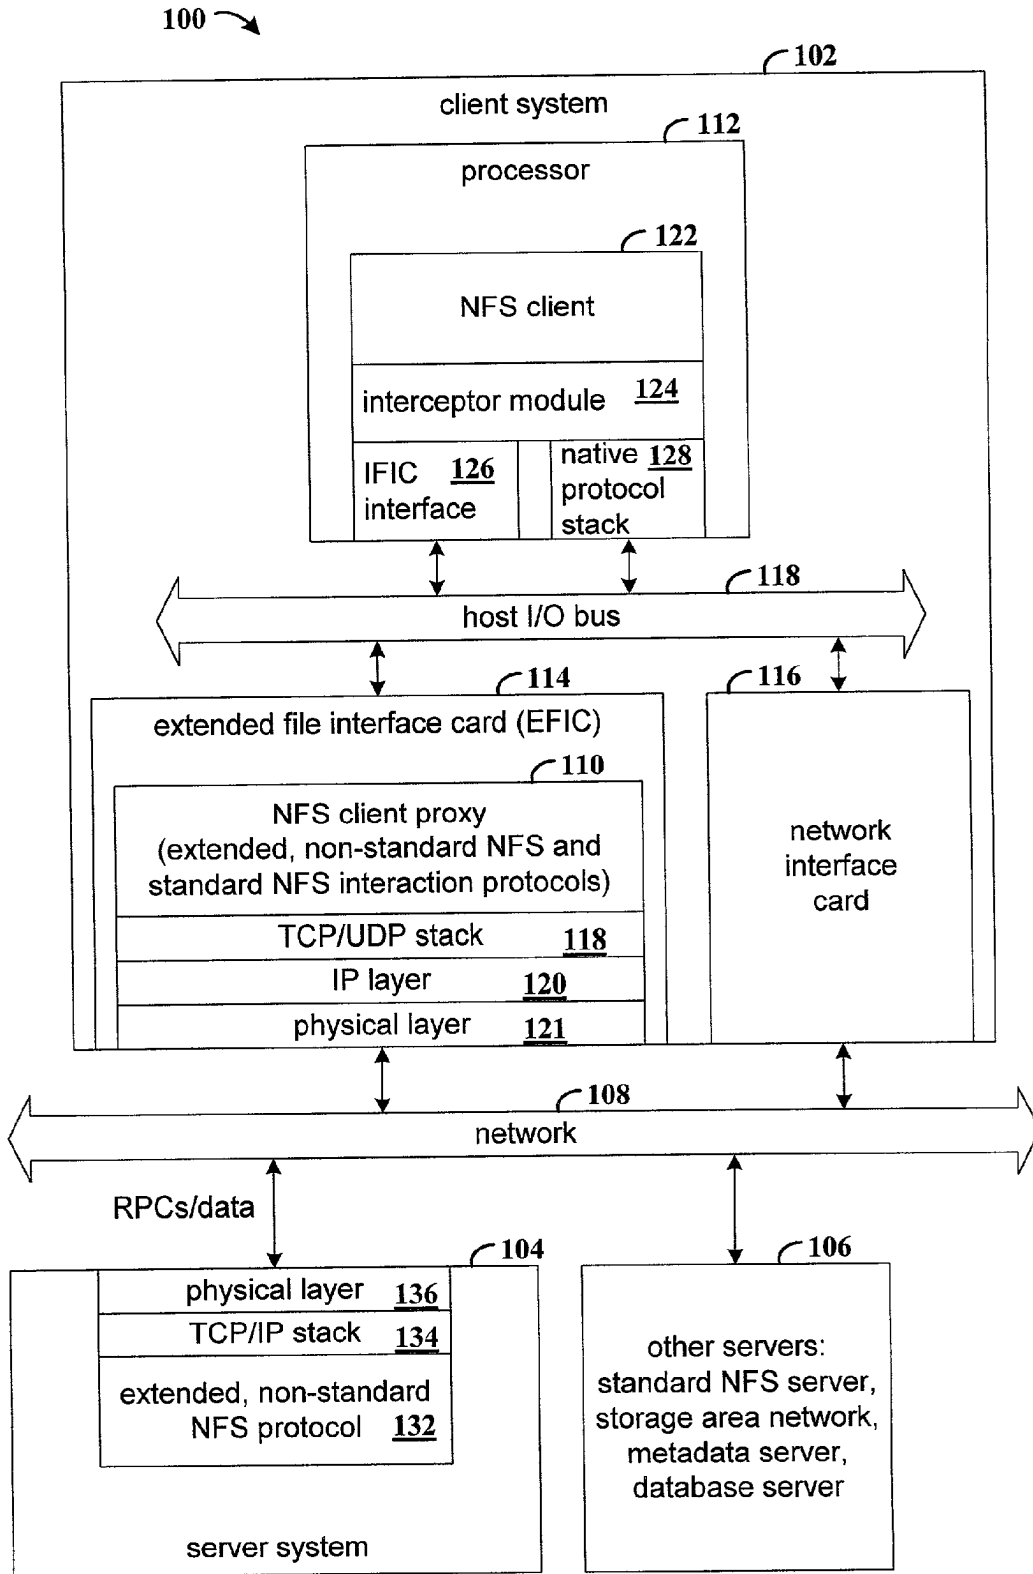 100
102
client system
112
processor
122
NFS client
interceptor module 124
IFIC 126
interface
native 128
protocol
stack
118
host I/O bus
114
extended file interface card (EFIC)
110
NFS client proxy
(extended, non-standard NFS and
standard NFS interaction protocols)
TCP/UDP stack 118
IP layer 120
physical layer 121
116
network
interface
card
108
network
RPCs/data
104
physical layer 136
TCP/IP stack 134
extended, non-standard
NFS protocol 132
server system
106
other servers:
standard NFS server,
storage area network,
metadata server,
database server